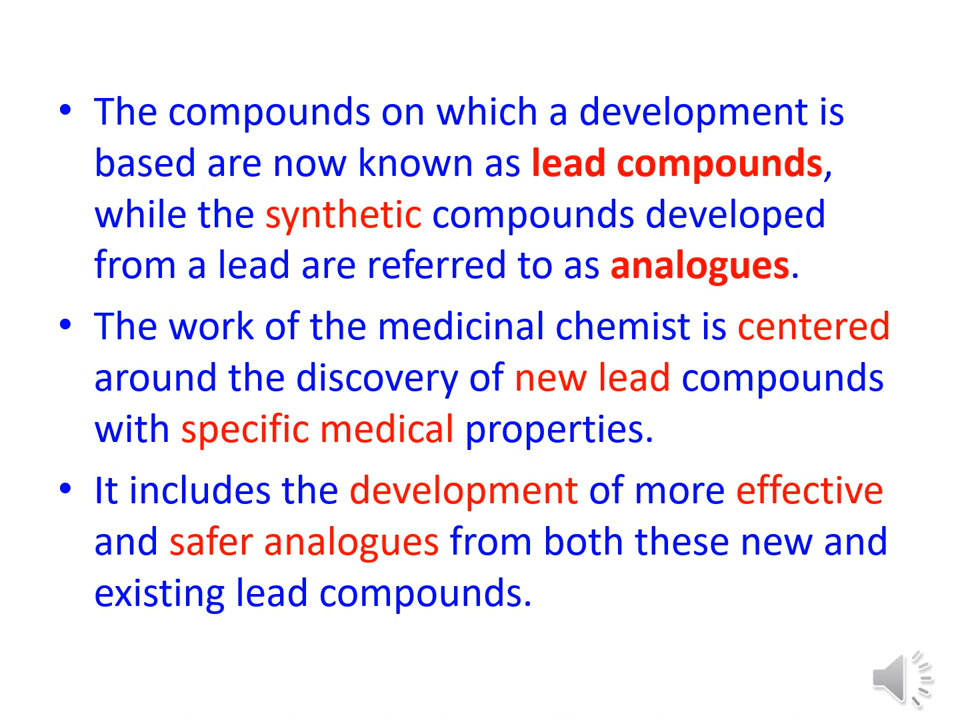 • The compounds on which a development is
based are now known as lead compounds,
while the synthetic compounds developed
from a lead are referred to as analogues.
• The work of the medicinal chemist is centered
around the discovery of new lead compounds
with specific medical properties.
• It includes the development of more effective
and safer analogues from both these new and
existing lead compounds.